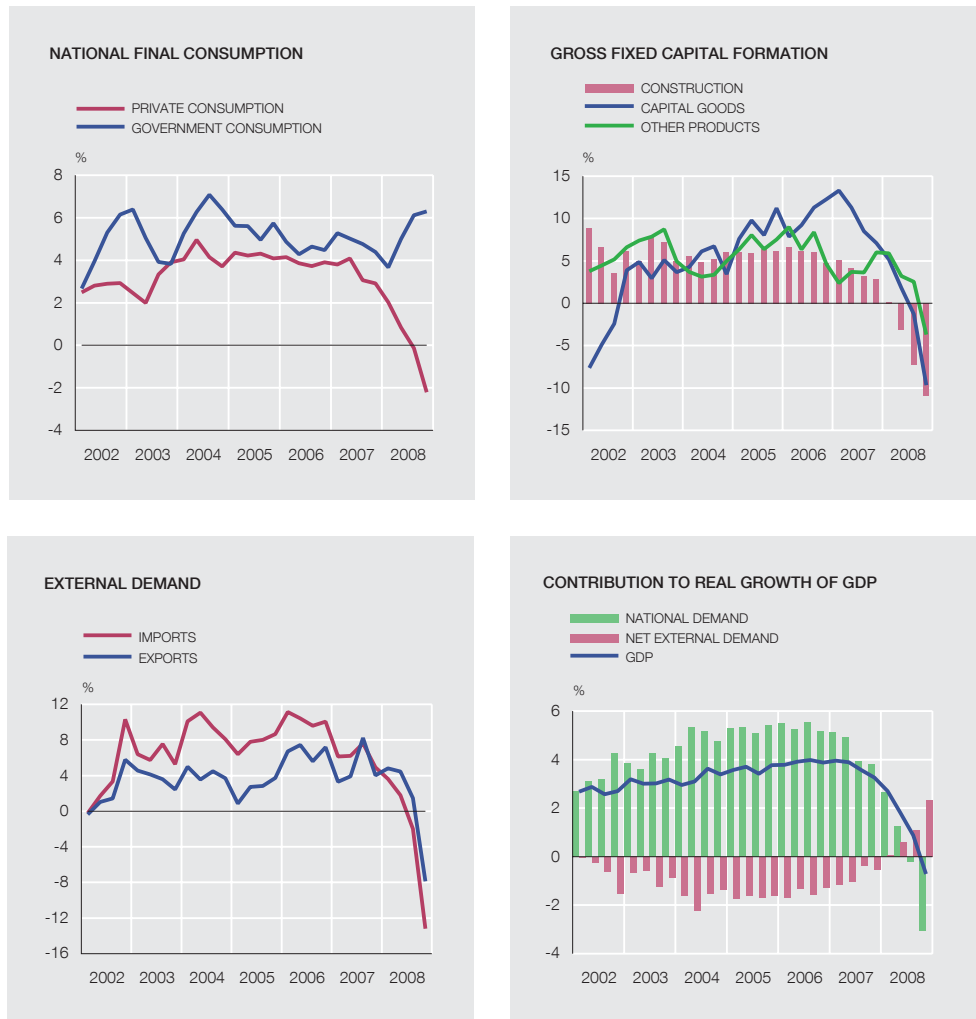 NATIONAL FINAL CONSUMPTION
PRIVATE CONSUMPTION
GOVERNMENT CONSUMPTION
%
8
6
4
2
0
-2
-4
2002 2003 2004 2005 2006 2007 2008
GROSS FIXED CAPITAL FORMATION
CONSTRUCTION
CAPITAL GOODS
OTHER PRODUCTS
%
15
10
5
0
-5
-10
-15
2002 2003 2004 2005 2006 2007 2008
EXTERNAL DEMAND
IMPORTS
EXPORTS
%
12
8
4
0
-4
-8
-12
-16
2002 2003 2004 2005 2006 2007 2008
CONTRIBUTION TO REAL GROWTH OF GDP
NATIONAL DEMAND
NET EXTERNAL DEMAND
GDP
%
6
4
2
0
-2
-4
2002 2003 2004 2005 2006 2007 2008